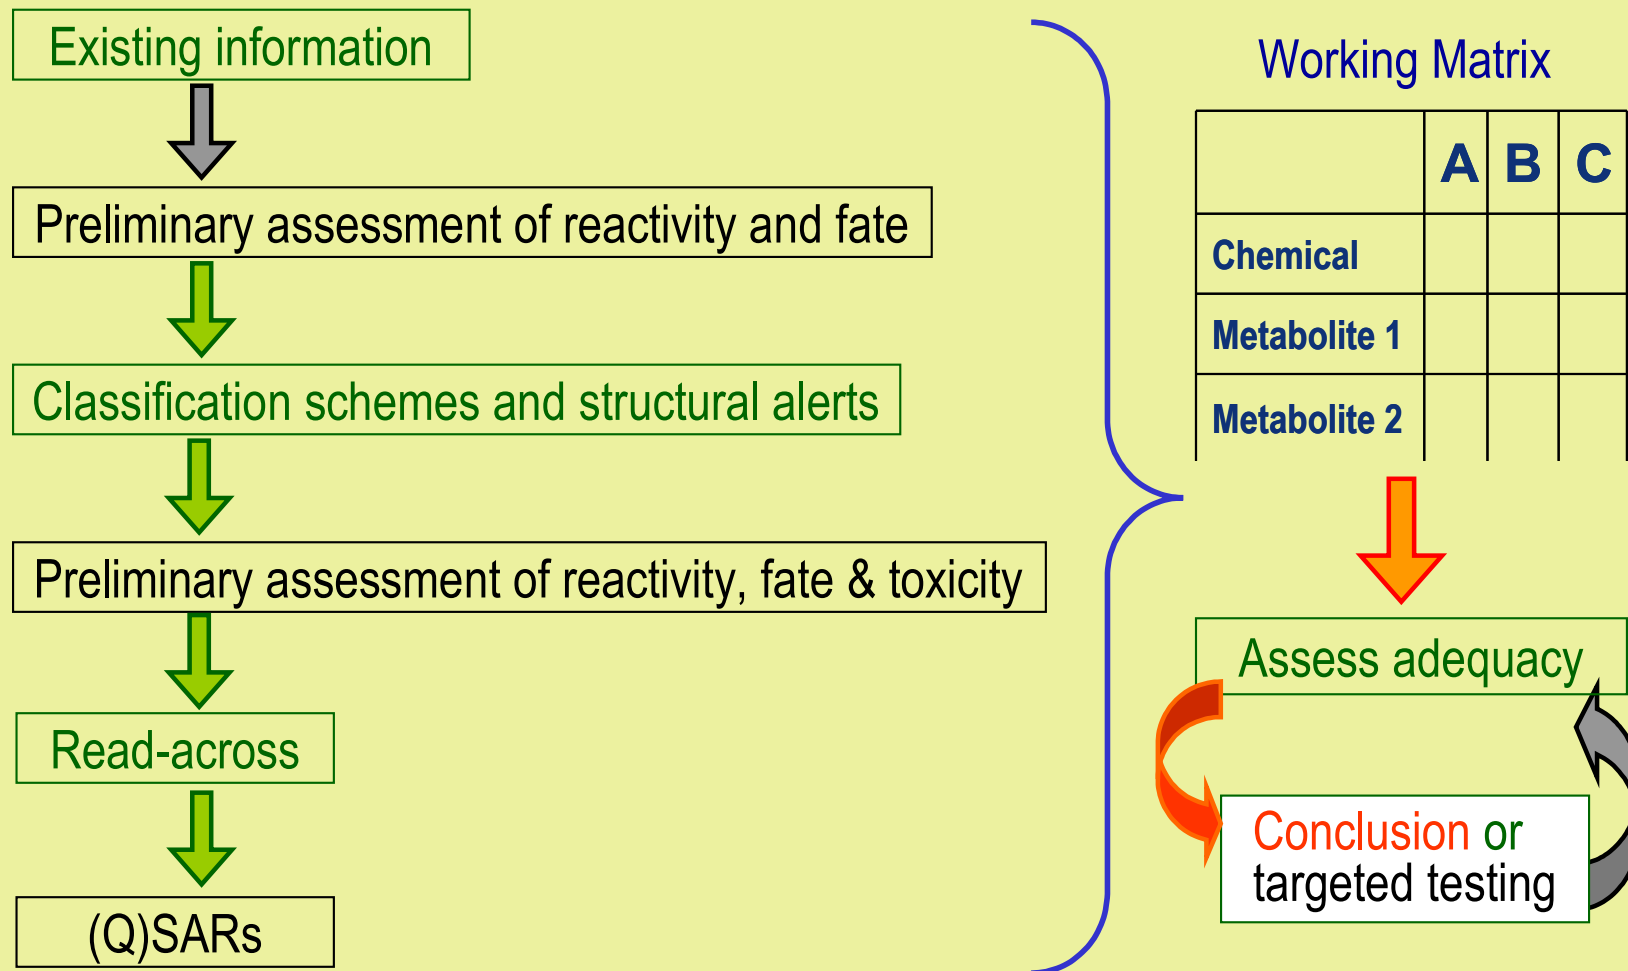 Existing information
Preliminary assessment of reactivity and fate
Classification schemes and structural alerts
Preliminary assessment of reactivity, fate & toxicity
Read-across
(Q)SARs
Working Matrix
A B C
Chemical
Metabolite 1
Metabolite 2
Assess adequacy
Conclusion or
targeted testing